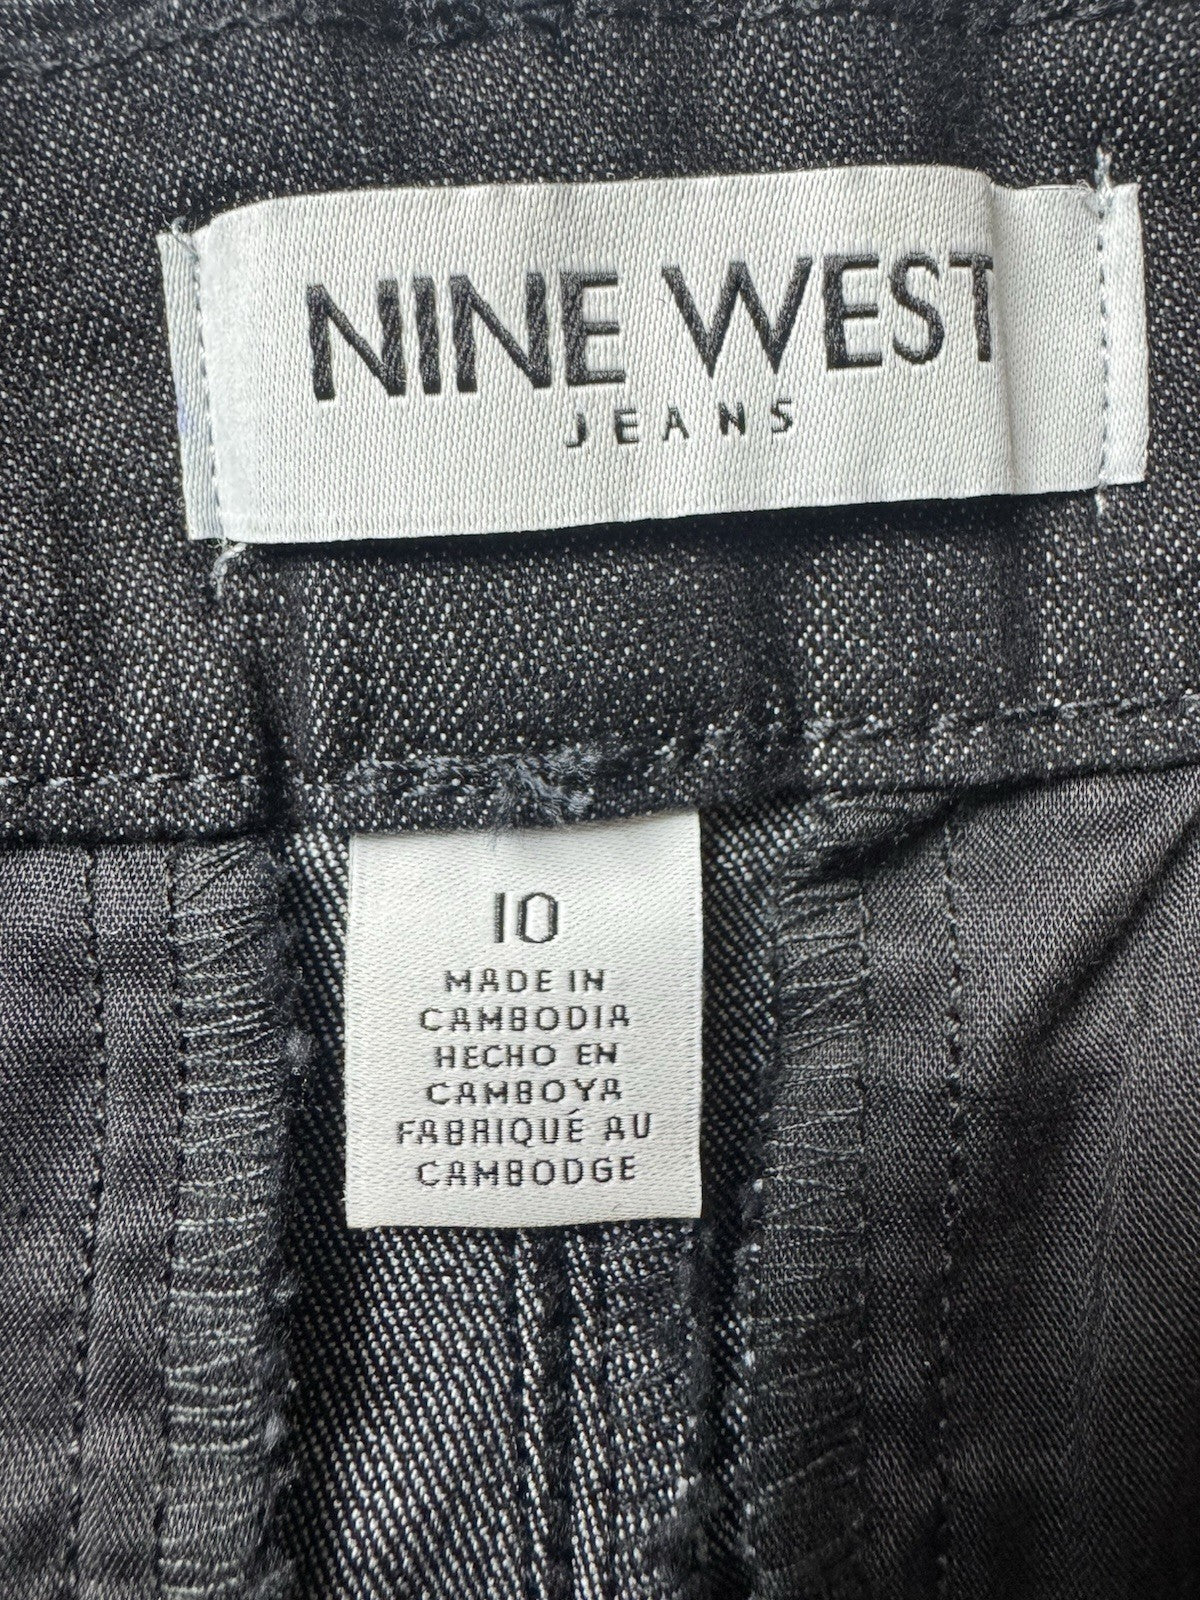 NINE WEST
JEANS
10
MADE IN
CAMBODIA
HECHO EN
CAMBOYA
FABRIQUÉ AU
CAMBODGE